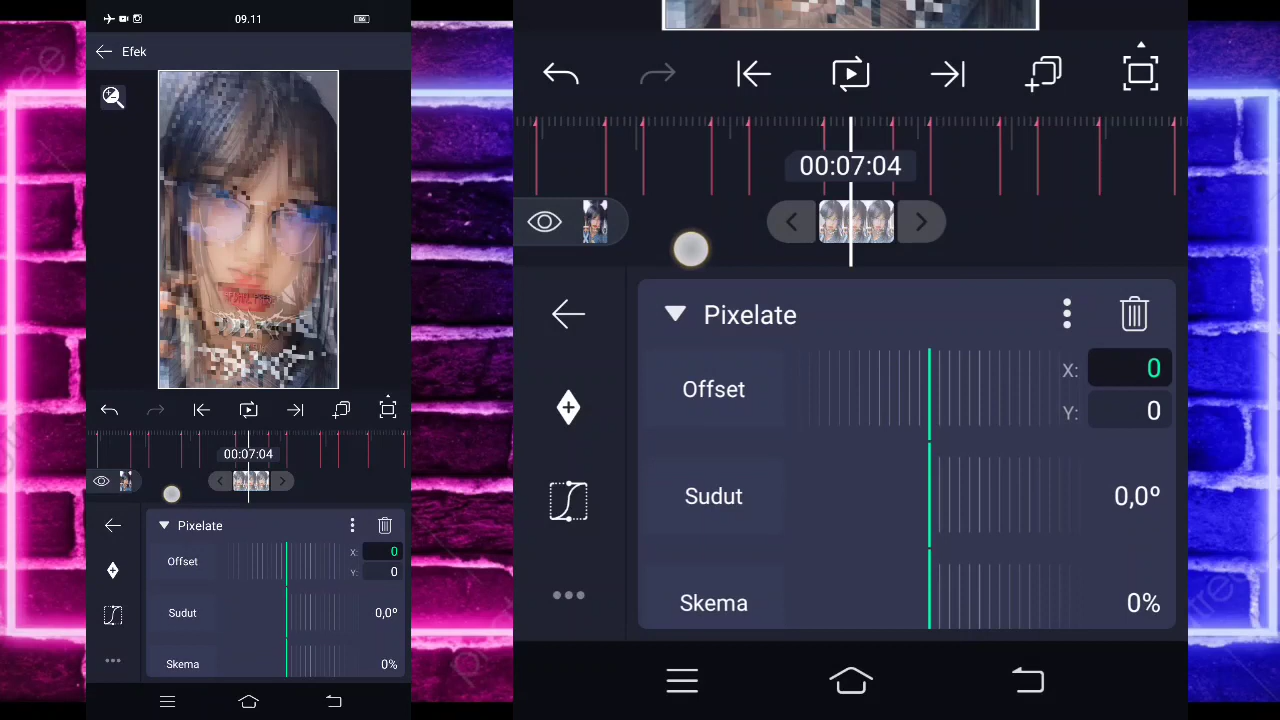 09.11
86
Efek
00:07:04
Pixelate
Offset
X: 0
Y: 0
Sudut
0,0º
Skema
0%
00:07:04
Pixelate
Offset
X: 0
Y: 0
Sudut
0,0º
Skema
0%